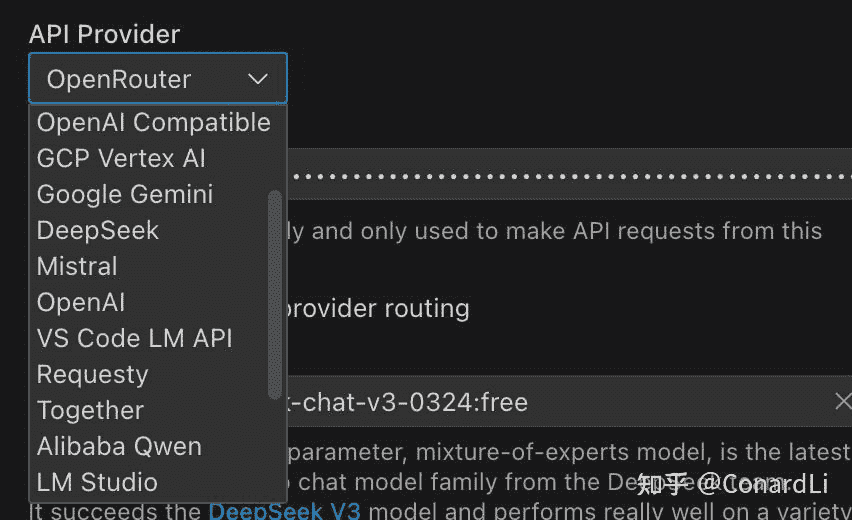 API Provider
OpenRouter
OpenAI Compatible
GCP Vertex AI
Google Gemini
DeepSeek
Mistral
OpenAI
VS Code LM API
Requesty
Together
Alibaba Qwen
LM Studio
and only used to make API requests from this
provider routing
-chat-v3-0324:free
parameter, mixture-of-experts model, is the latest
chat model family from the DeepSeek team.
It succeeds the DeepSeek V3 model and performs really well on a variety
知乎 @ConardLi